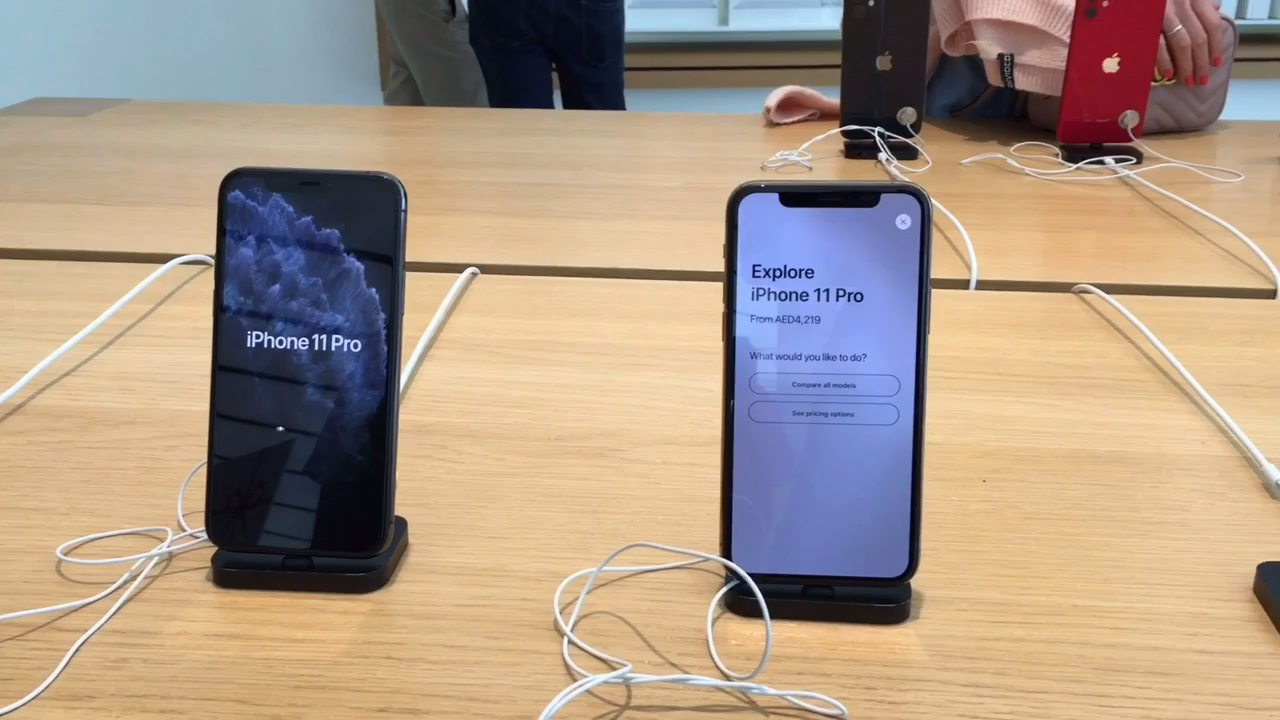 iPhone 11 Pro
Explore
iPhone 11 Pro
From AED4,219
What would you like to do?
Compare all models
See pricing options